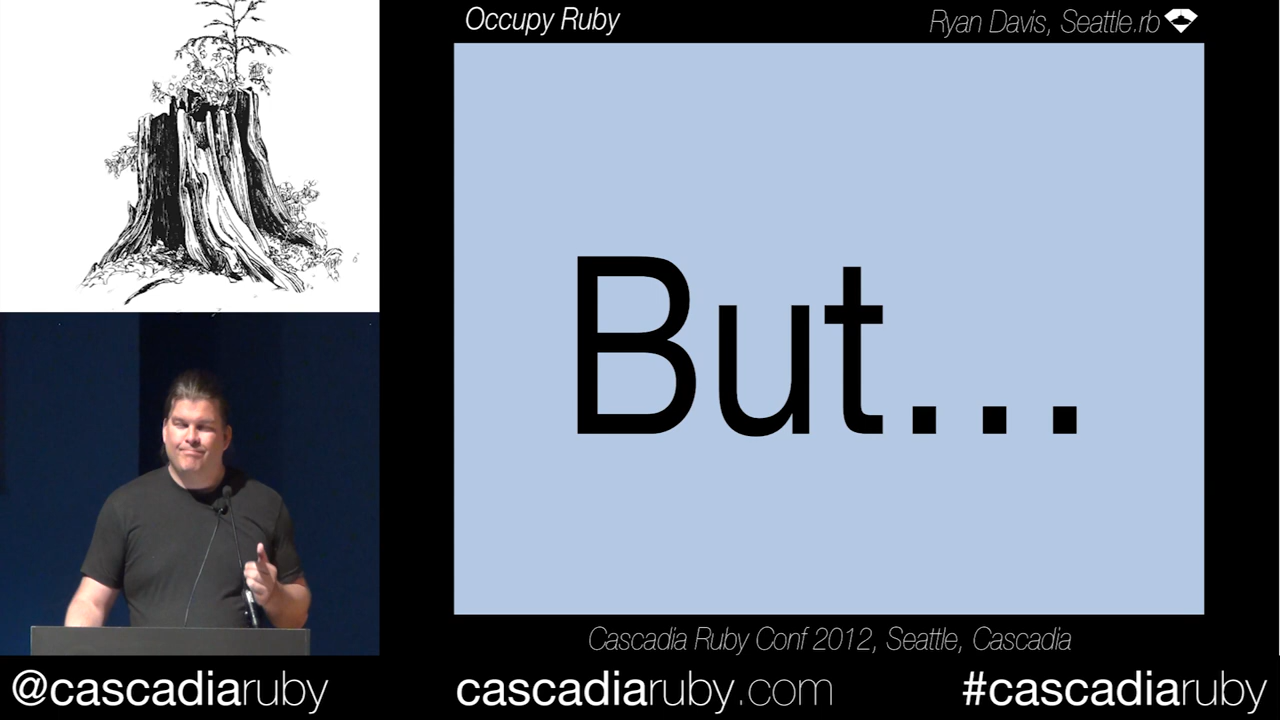 Occupy Ruby
Ryan Davis, Seattle.rb
But...
Cascadia Ruby Conf 2012, Seattle, Cascadia
@cascadiaruby
cascadiaruby.com
#cascadiaruby